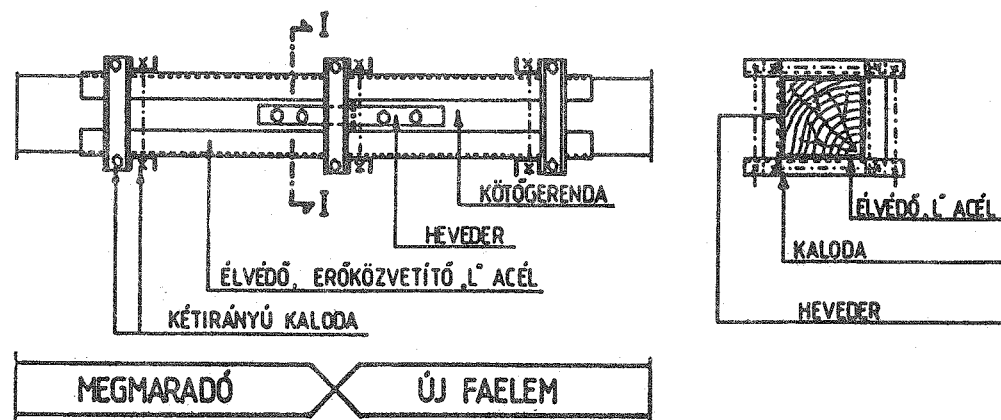 I
I
KÖTŐGERENDA
HEVEDER
ÉLVÉDŐ, ERŐKÖZVETÍTŐ „L" ACÉL
KÉTIRÁNYÚ KALODA
ÉLVÉDŐ „L" ACÉL
KALODA
HEVEDER
MEGMARADÓ
ÚJ FAELEM